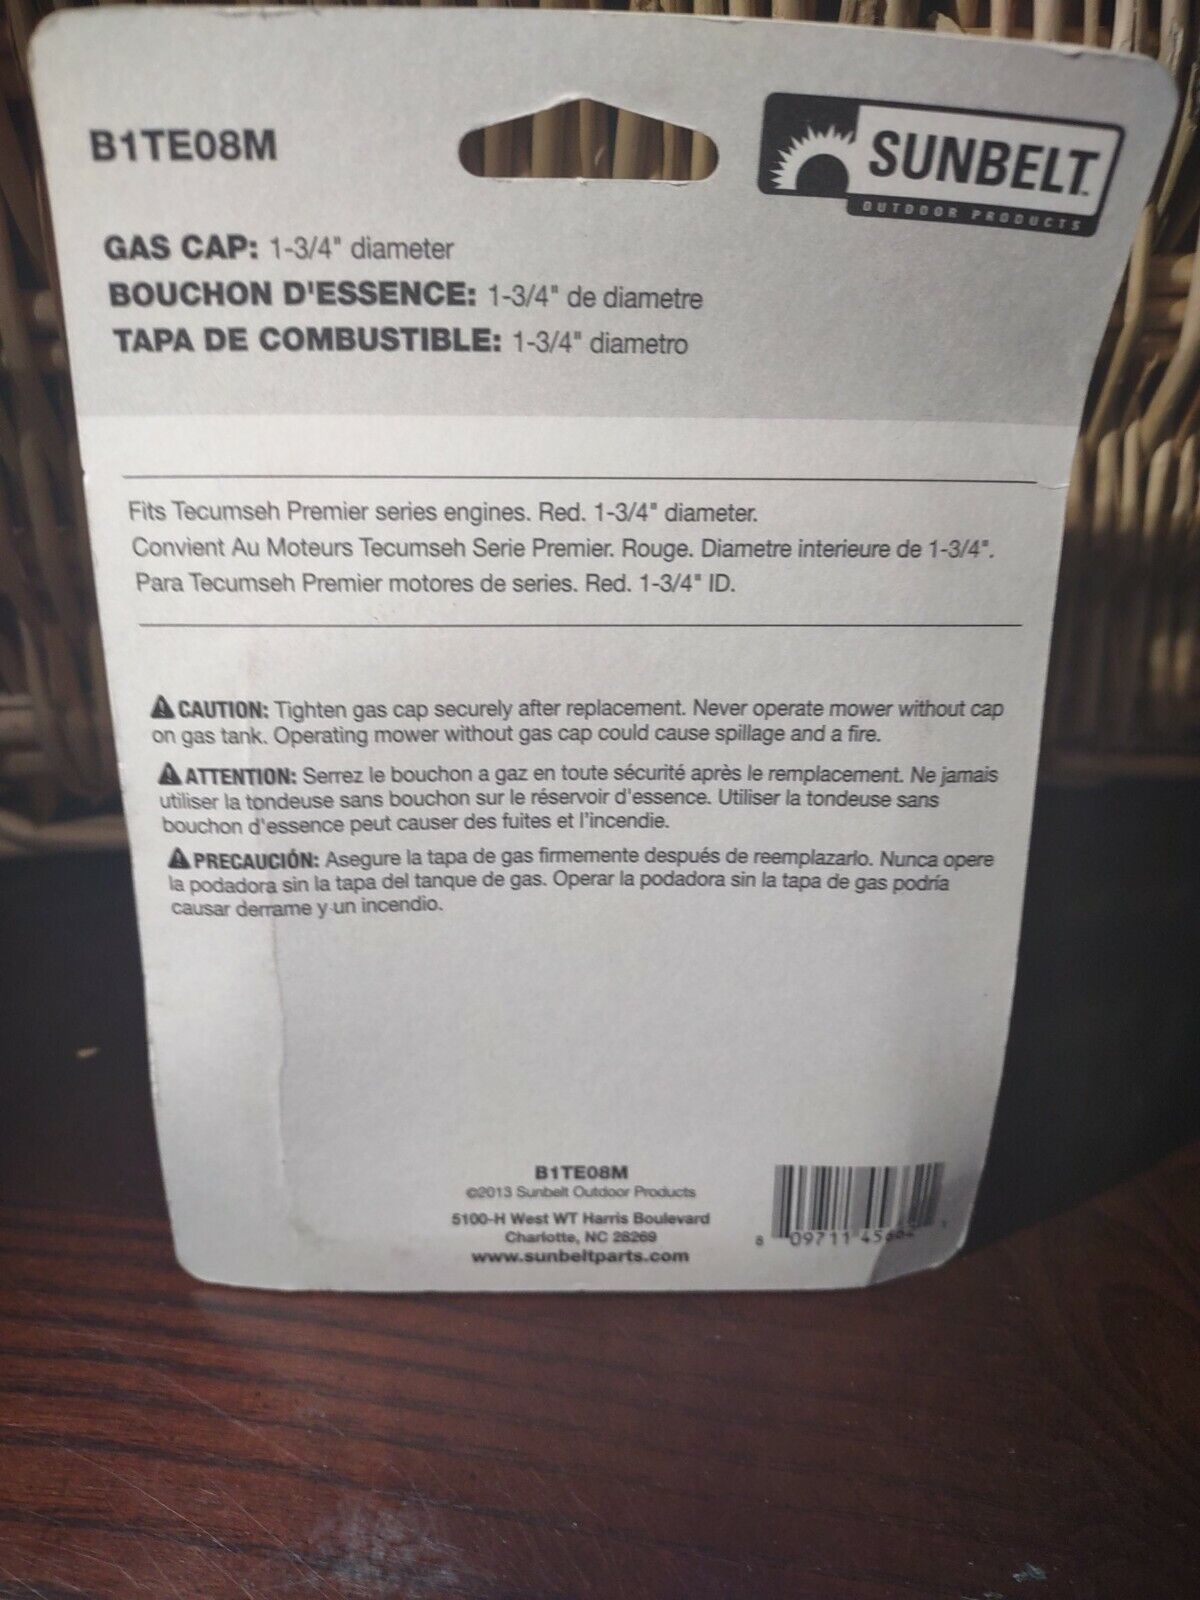 B1TE08M
SUNBELT
OUTDOOR PRODUCTS
GAS CAP: 1-3/4" diameter
BOUCHON D'ESSENCE: 1-3/4" de diametre
TAPA DE COMBUSTIBLE: 1-3/4" diametro
Fits Tecumseh Premier series engines. Red. 1-3/4" diameter.
Convient Au Moteurs Tecumseh Serie Premier. Rouge. Diametre interieure de 1-3/4".
Para Tecumseh Premier motores de series. Red. 1-3/4" ID.
⚠ CAUTION: Tighten gas cap securely after replacement. Never operate mower without cap
on gas tank. Operating mower without gas cap could cause spillage and a fire.
⚠ ATTENTION: Serrez le bouchon a gaz en toute sécurité après le remplacement. Ne jamais
utiliser la tondeuse sans bouchon sur le réservoir d'essence. Utiliser la tondeuse sans
bouchon d'essence peut causer des fuites et l'incendie.
⚠ PRECAUCIÓN: Asegure la tapa de gas firmemente después de reemplazarlo. Nunca opere
la podadora sin la tapa del tanque de gas. Operar la podadora sin la tapa de gas podría
causar derrame y un incendio.
B1TE08M
©2013 Sunbelt Outdoor Products
5100-H West WT Harris Boulevard
Charlotte, NC 28269
www.sunbeltparts.com
8 09711